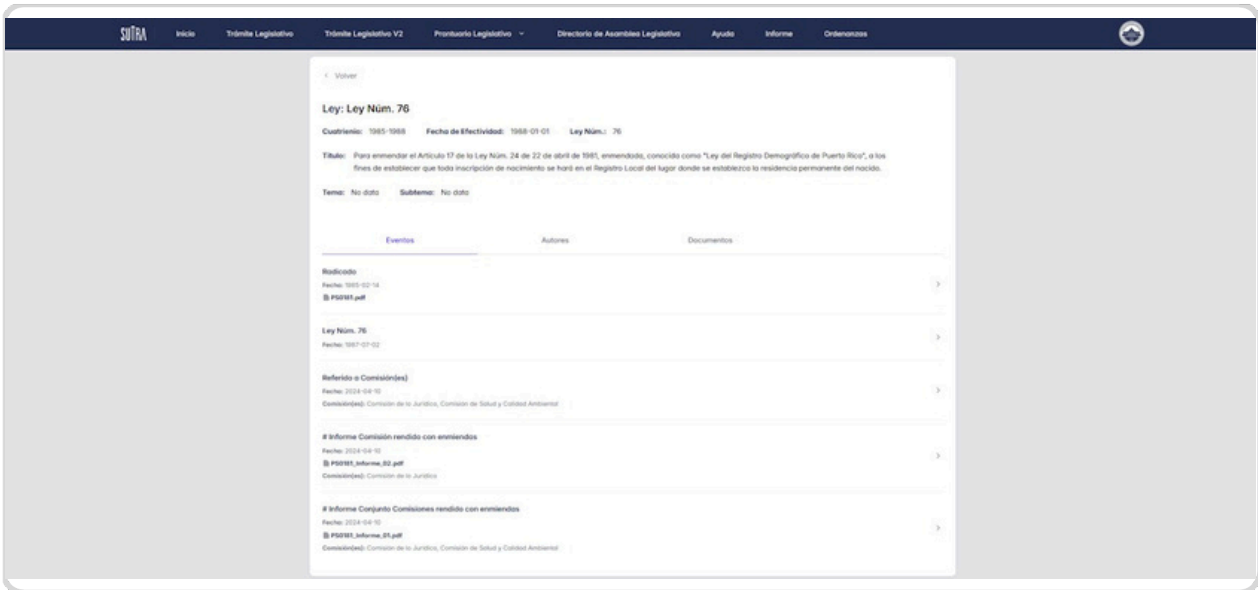 SUTRA Inicio Trámite Legislativo Trámite Legislativo V2 Prontuario Legislativo Directorio de Asamblea Legislativa Ayuda Informe Ordenanzas
Volver
Ley: Ley Núm. 76
Cuatrienio: 1985-1988 Fecha de Efectividad: 1988-01-01 Ley Núm.: 76
Título: Para enmendar el Artículo 17 de la Ley Núm. 24 de 22 de abril de 1981, enmendada, conocida como "Ley del Registro Demográfico de Puerto Rico", a los
fines de establecer que toda inscripción de nacimiento se hará en el Registro Local del lugar donde se establezca la residencia permanente del nacido.
Tema: No data Subtema: No data
Eventos Autores Documentos
Radicado
Fecha: 1985-02-14
PS0181.pdf
Ley Núm. 76
Fecha: 1987-07-02
Referido a Comisión(es)
Fecha: 2024-04-10
Comisión(es): Comisión de lo Jurídico, Comisión de Salud y Calidad Ambiental
# Informe Comisión rendido con enmiendas
Fecha: 2024-04-10
PS0181_Informe_02.pdf
Comisión(es): Comisión de lo Jurídico
# Informe Conjunto Comisiones rendido con enmiendas
Fecha: 2024-04-10
PS0181_Informe_01.pdf
Comisión(es): Comisión de lo Jurídico, Comisión de Salud y Calidad Ambiental